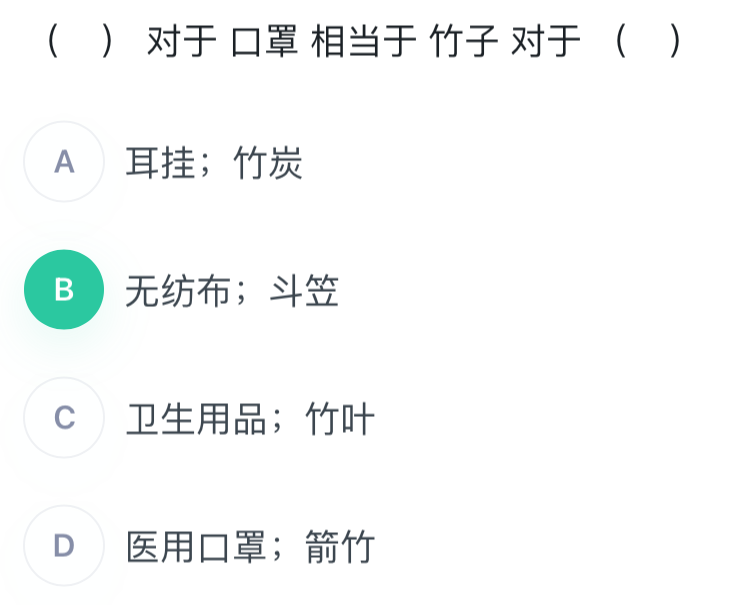 （ ） 对于 口罩 相当于 竹子 对于 （ ）
A 耳挂；竹炭
B 无纺布；斗笠
C 卫生用品；竹叶
D 医用口罩；箭竹